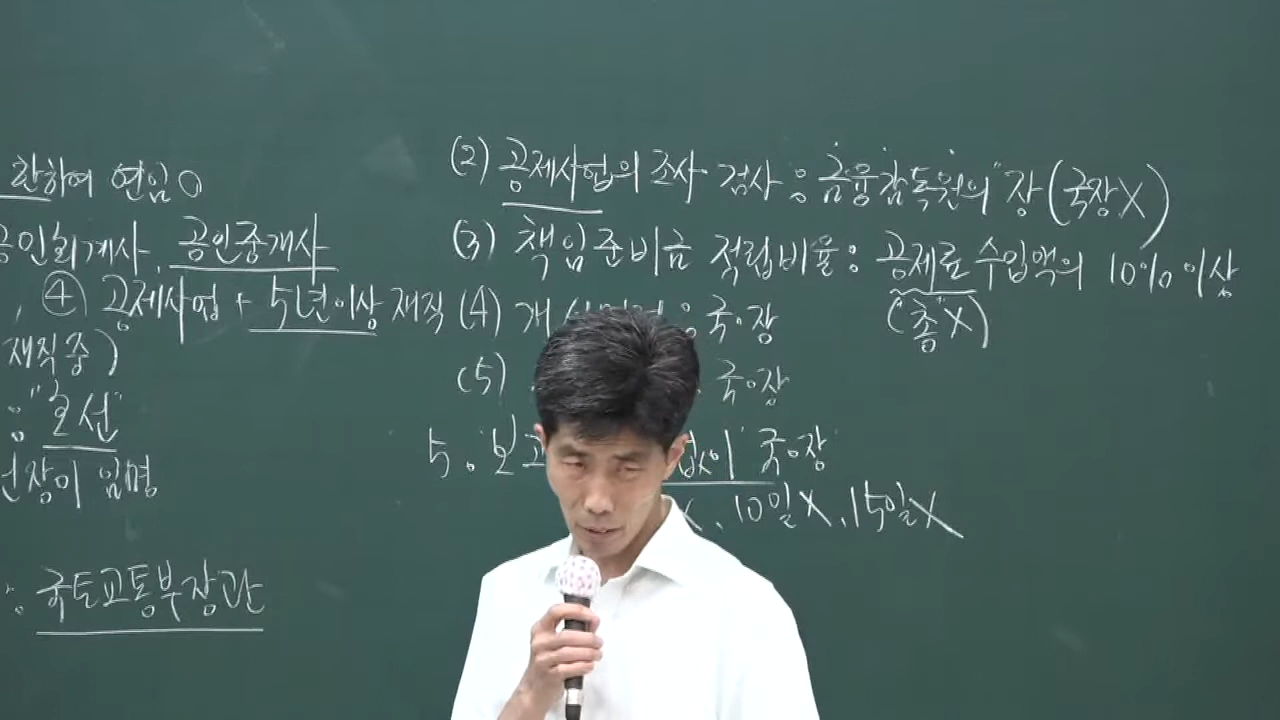 한하여 연임 O
공인회계사, 공인중개사
, ④ 공제사업 + 5년이상 재직
재직중)
: "호선"
장이 임명
: 국토교통부장관
(2) 공제사업의 조사·검사 : 금융감독원의 "장 (국장X)
(3) 책임준비금 적립비율 : 공제료 수입액의 10% 이상
("총"X)
(4) 개 : 국·장
(5) 국·장
5. 보고 없이 국·장
X, 10일X, 15일X